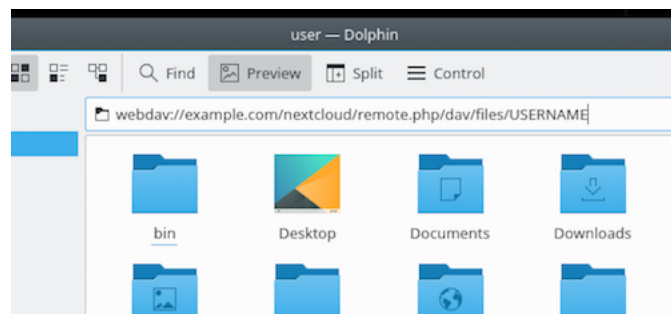 user — Dolphin
Find Preview Split Control
webdav://example.com/nextcloud/remote.php/dav/files/USERNAME
bin Desktop Documents Downloads